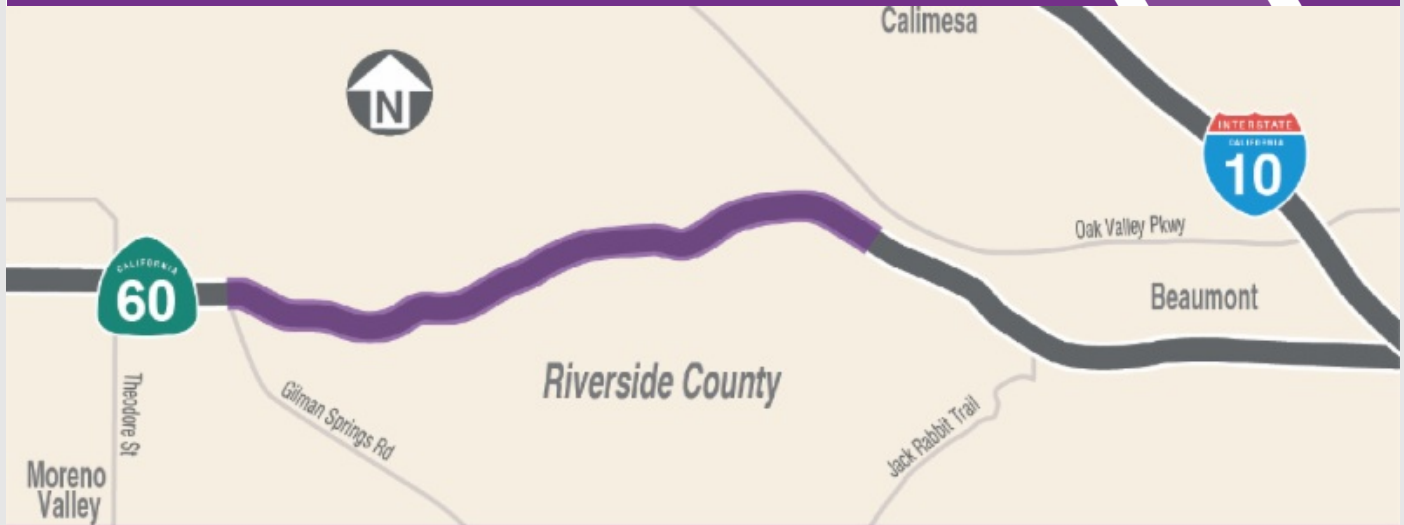 Calimesa
N
INTERSTATE
CALIFORNIA
10
Oak Valley Pkwy
CALIFORNIA
60
Beaumont
Riverside County
Theodore St
Gilman Springs Rd
Jack Rabbit Trail
Moreno
Valley